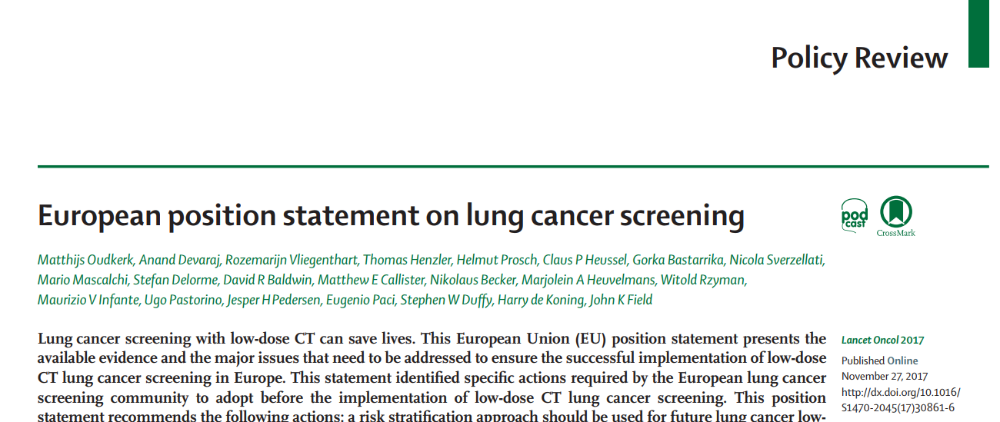 Policy Review
European position statement on lung cancer screening
pod
cast
CrossMark
Matthijs Oudkerk, Anand Devaraj, Rozemarijn Vliegenthart, Thomas Henzler, Helmut Prosch, Claus P Heussel, Gorka Bastarrika, Nicola Sverzellati,
Mario Mascalchi, Stefan Delorme, David R Baldwin, Matthew E Callister, Nikolaus Becker, Marjolein A Heuvelmans, Witold Rzyman,
Maurizio V Infante, Ugo Pastorino, Jesper H Pedersen, Eugenio Paci, Stephen W Duffy, Harry de Koning, John K Field
Lung cancer screening with low-dose CT can save lives. This European Union (EU) position statement presents the
available evidence and the major issues that need to be addressed to ensure the successful implementation of low-dose
CT lung cancer screening in Europe. This statement identified specific actions required by the European lung cancer
screening community to adopt before the implementation of low-dose CT lung cancer screening. This position
statement recommends the following actions: a risk stratification approach should be used for future lung cancer low-
Lancet Oncol 2017
Published Online
November 27, 2017
http://dx.doi.org/10.1016/
S1470-2045(17)30861-6